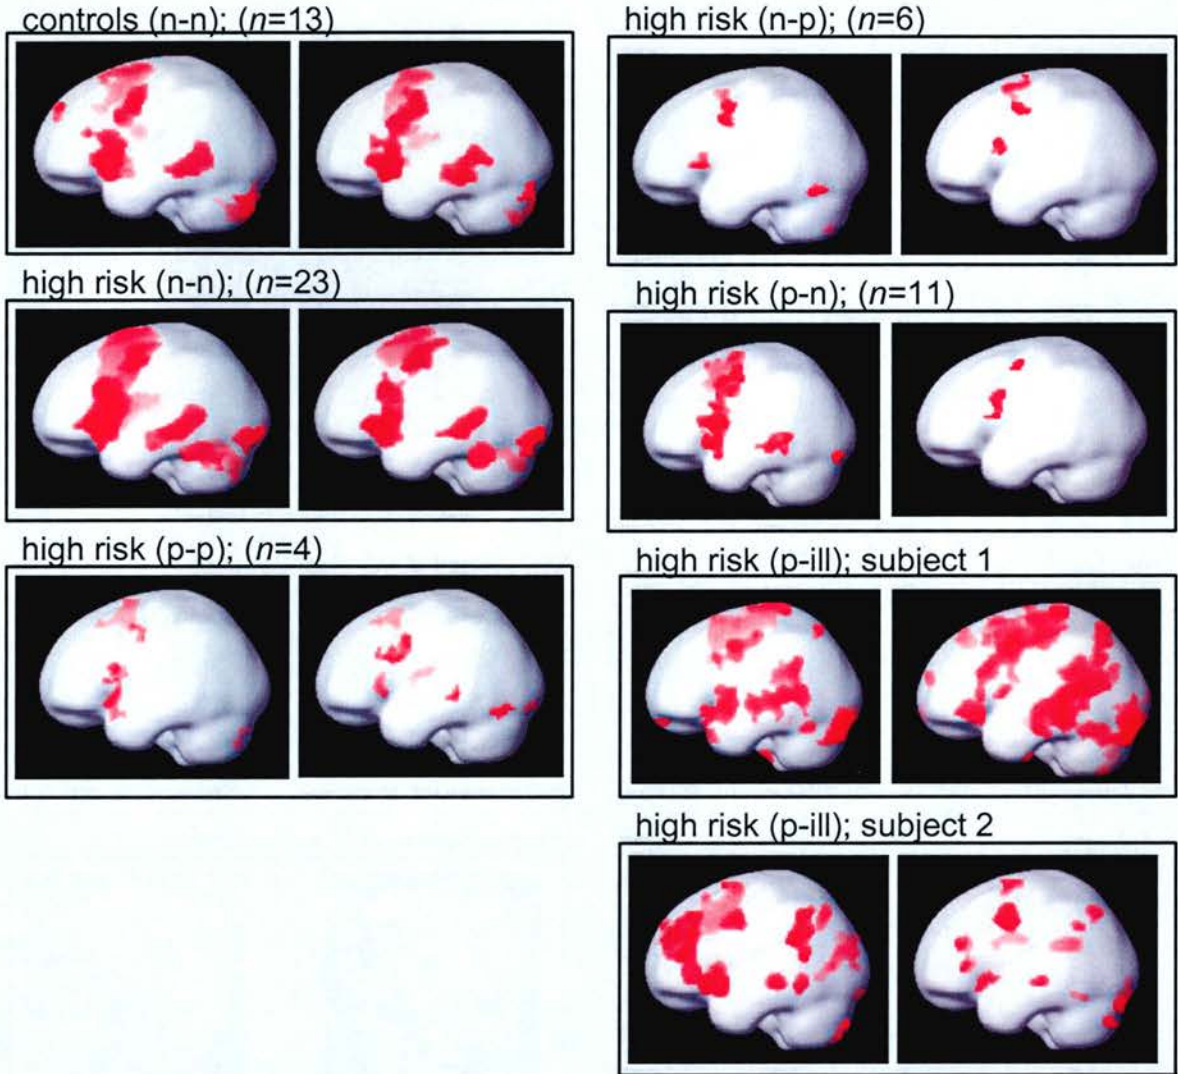 controls (n-n); (n=13)
high risk (n-p); (n=6)
high risk (n-n); (n=23)
high risk (p-n); (n=11)
high risk (p-p); (n=4)
high risk (p-ill); subject 1
high risk (p-ill); subject 2